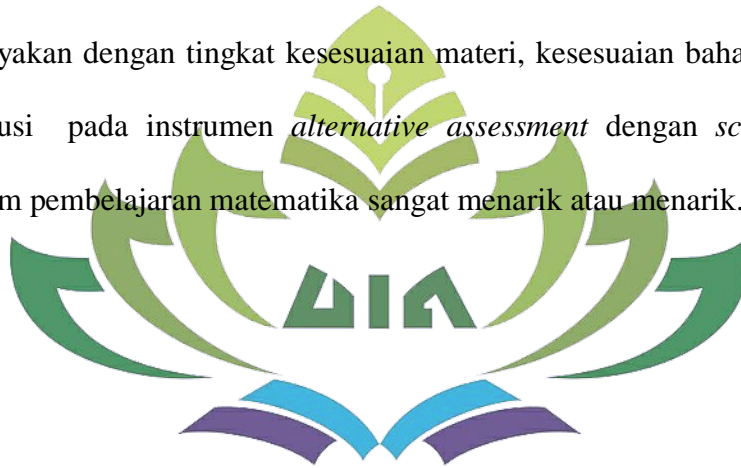 yakan dengan tingkat kesesuaian materi, kesesuaian baha
usi pada instrumen alternative assessment dengan sc
m pembelajaran matematika sangat menarik atau menarik.
UIN